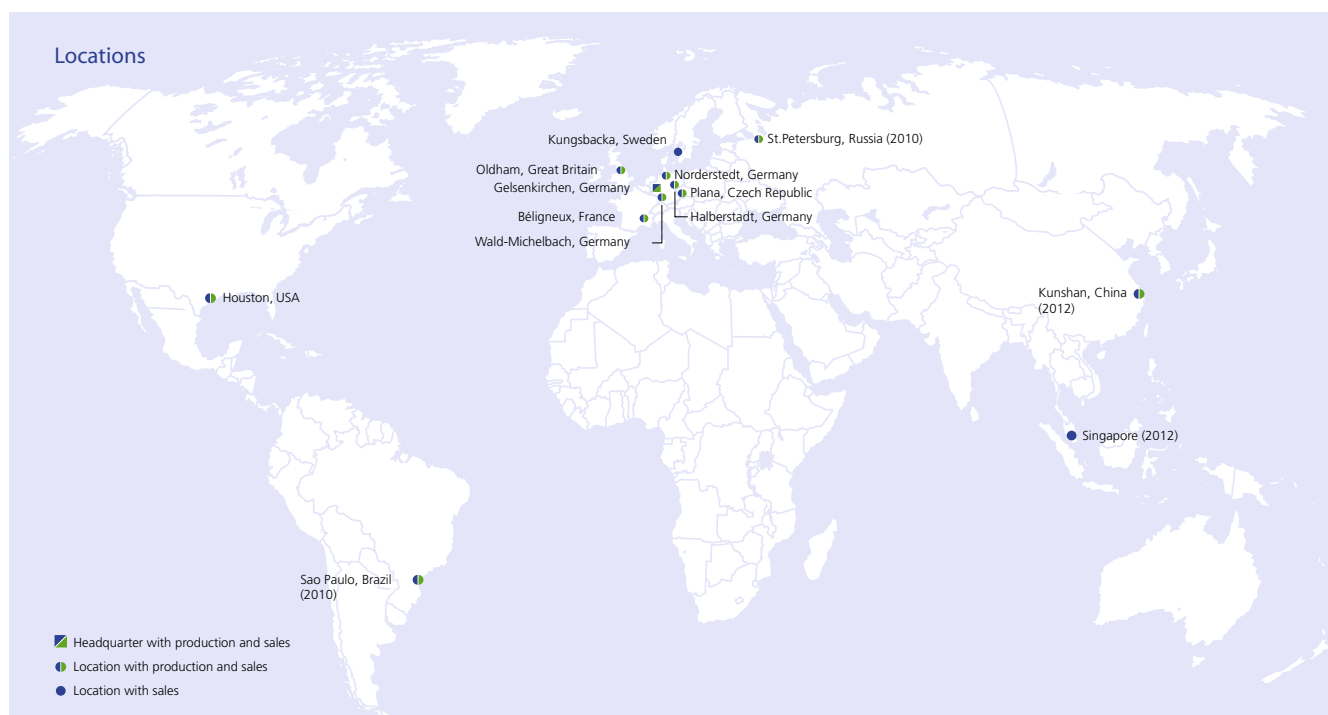 Locations
Kungsbacka, Sweden
St.Petersburg, Russia (2010)
Oldham, Great Britain
Norderstedt, Germany
Gelsenkirchen, Germany
Plana, Czech Republic
Béligneux, France
Halberstadt, Germany
Wald-Michelbach, Germany
Houston, USA
Kunshan, China
(2012)
Singapore (2012)
Sao Paulo, Brazil
(2010)
Headquarter with production and sales
Location with production and sales
Location with sales